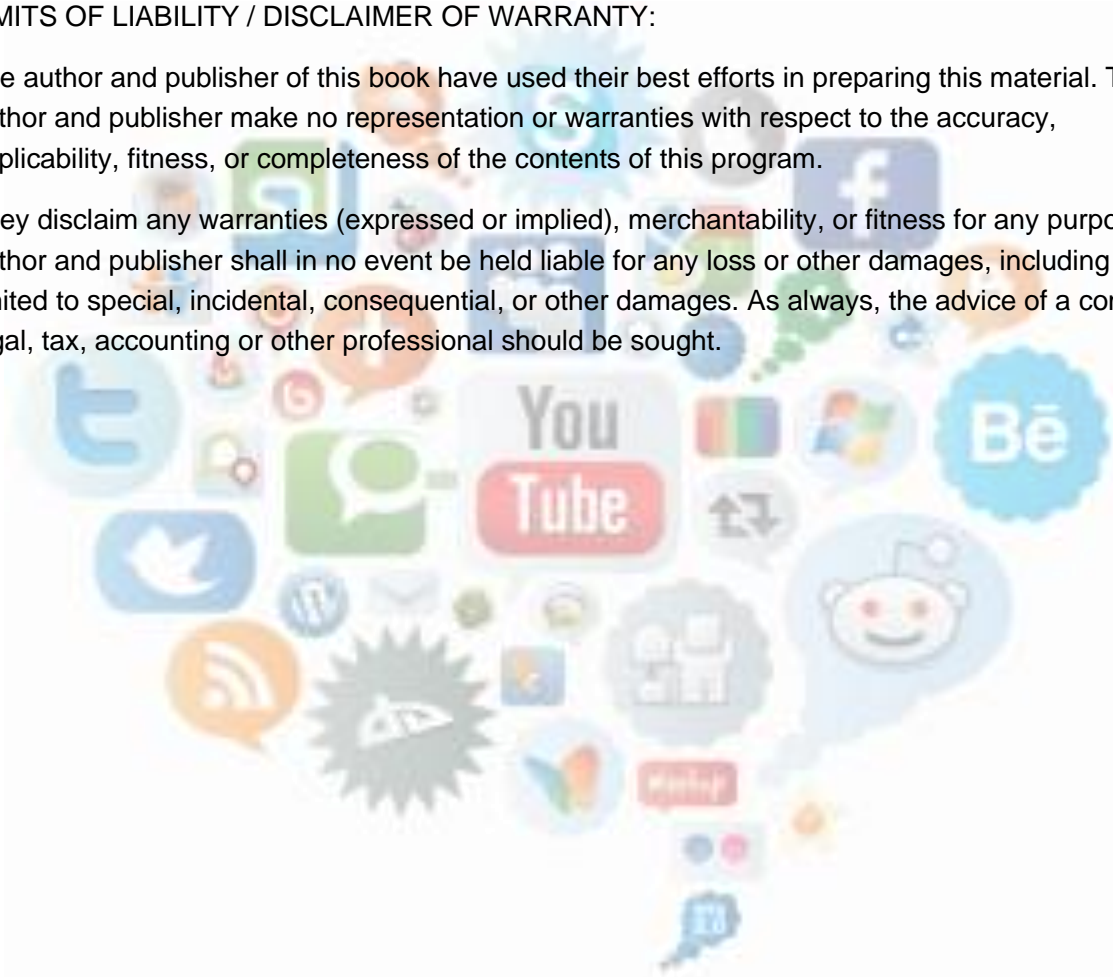 MITS OF LIABILITY / DISCLAIMER OF WARRANTY:
e author and publisher of this book have used their best efforts in preparing this material. T
thor and publisher make no representation or warranties with respect to the accuracy,
plicability, fitness, or completeness of the contents of this program.
ey disclaim any warranties (expressed or implied), merchantability, or fitness for any purpo
thor and publisher shall in no event be held liable for any loss or other damages, including
ited to special, incidental, consequential, or other damages. As always, the advice of a co
gal, tax, accounting or other professional should be sought.
You
Tube
Bē
Meetup